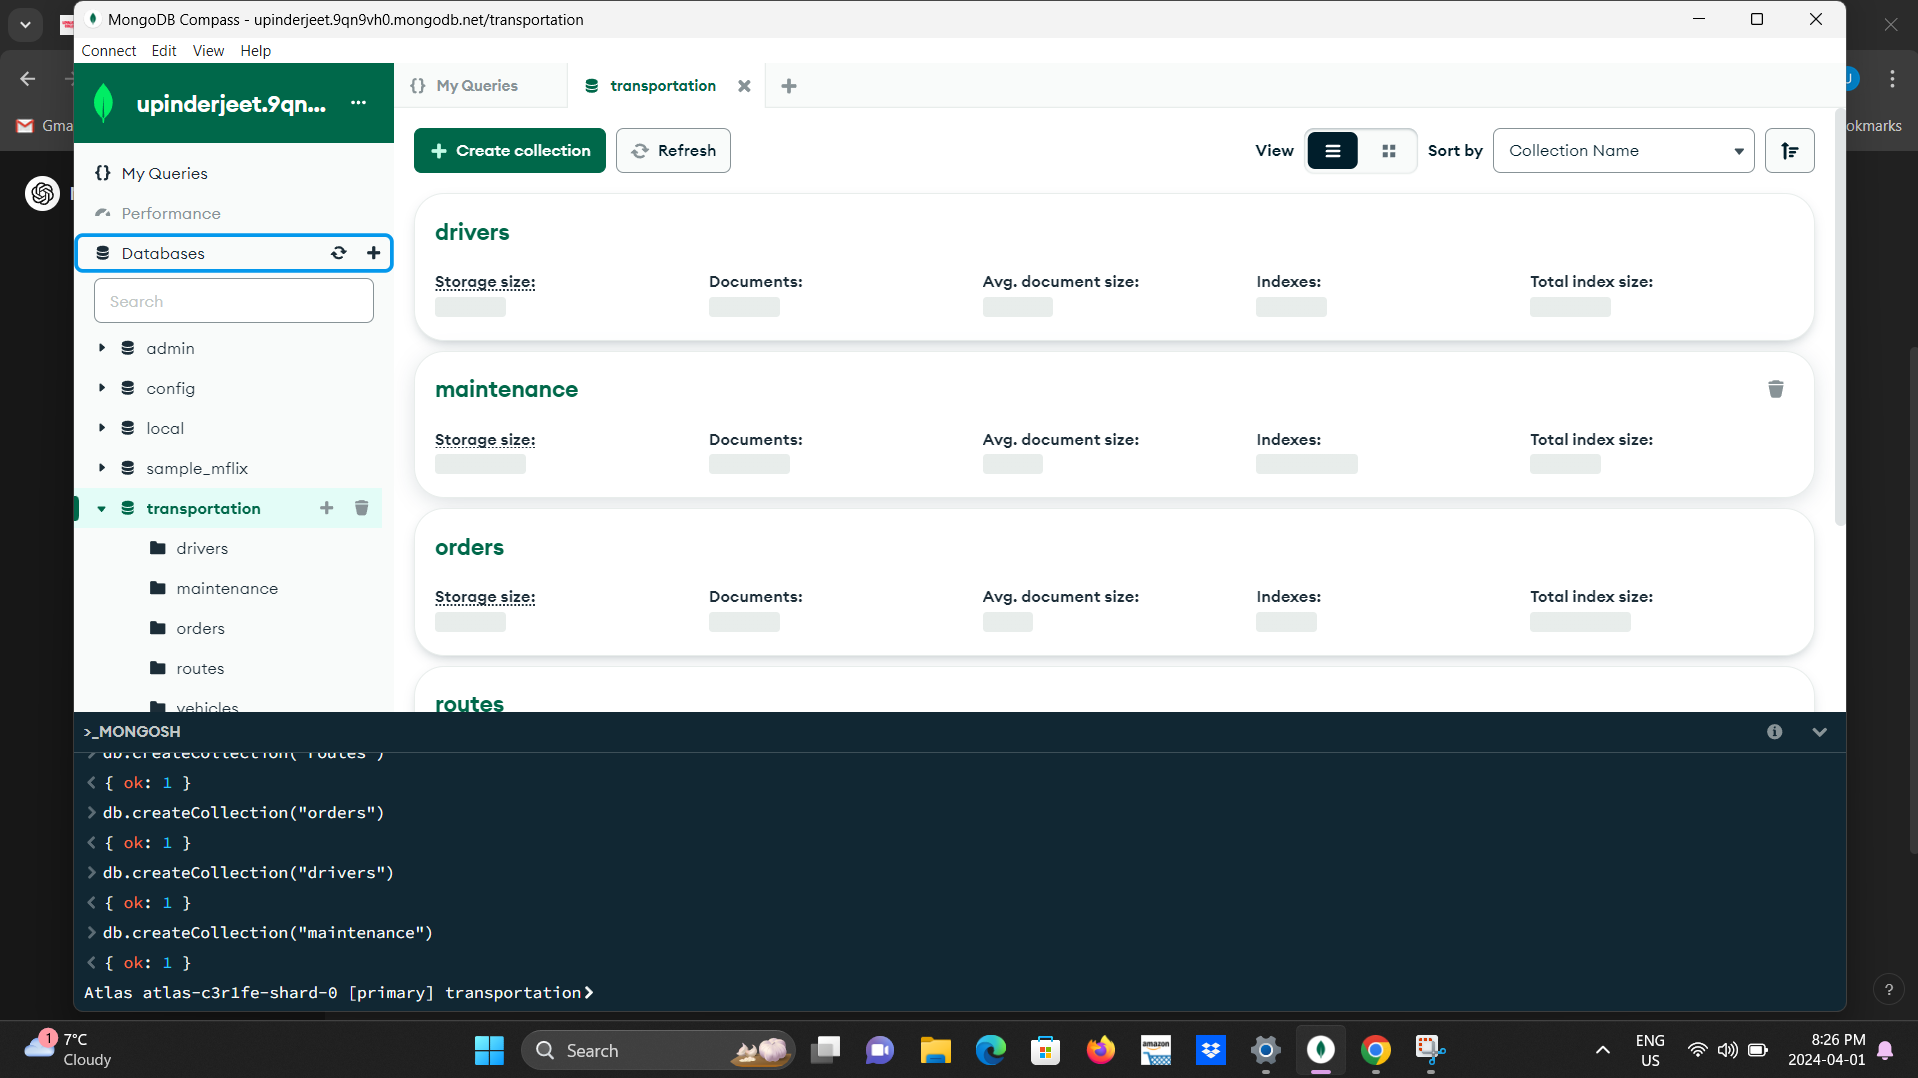 MongoDB Compass - upinderjeet.9qn9vh0.mongodb.net/transportation
Connect Edit View Help
upinderjeet.9qn...
{} My Queries
transportation
Gma
okmarks
Create collection
Refresh
View
Sort by
Collection Name
{} My Queries
Performance
Databases
Search
admin
config
local
sample_mflix
transportation
drivers
maintenance
orders
routes
vehicles
drivers
Storage size: Documents: Avg. document size: Indexes: Total index size:
maintenance
Storage size: Documents: Avg. document size: Indexes: Total index size:
orders
Storage size: Documents: Avg. document size: Indexes: Total index size:
routes
>_MONGOSH
> db.createCollection("routes")
< { ok: 1 }
> db.createCollection("orders")
< { ok: 1 }
> db.createCollection("drivers")
< { ok: 1 }
> db.createCollection("maintenance")
< { ok: 1 }
Atlas atlas-c3r1fe-shard-0 [primary] transportation>
?
1
7°C
Cloudy
Search
amazon
ENG
US
8:26 PM
2024-04-01